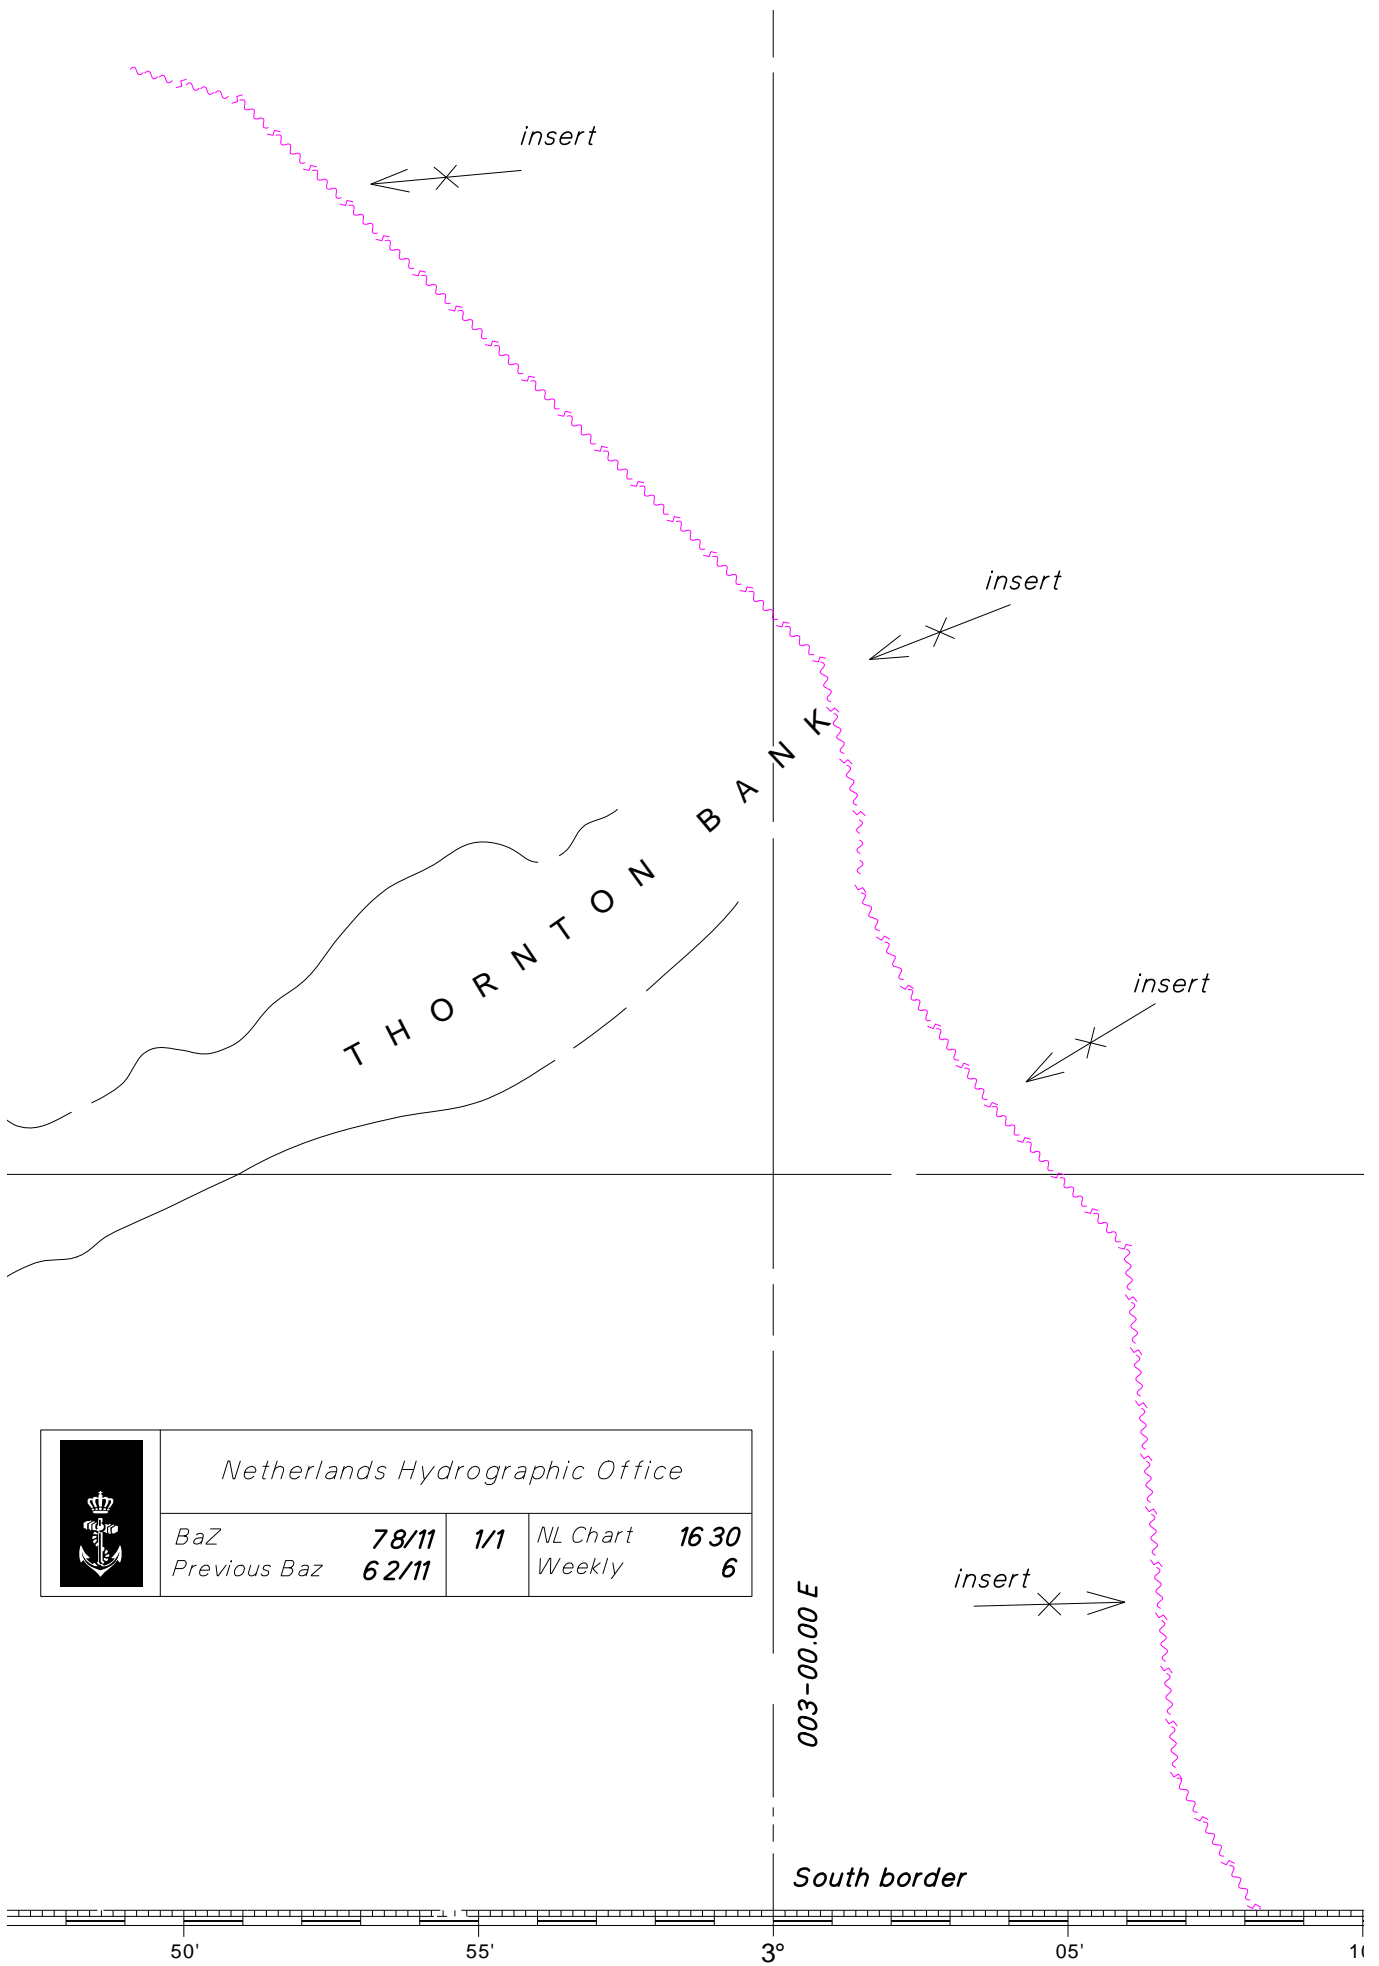 insert
insert
THORNTON BANK
insert
Netherlands Hydrographic Office
BaZ 78/11 1/1 NL Chart 1630
Previous Baz 62/11 Weekly 6
insert
003-00.00 E
South border
50' 55' 3° 05'